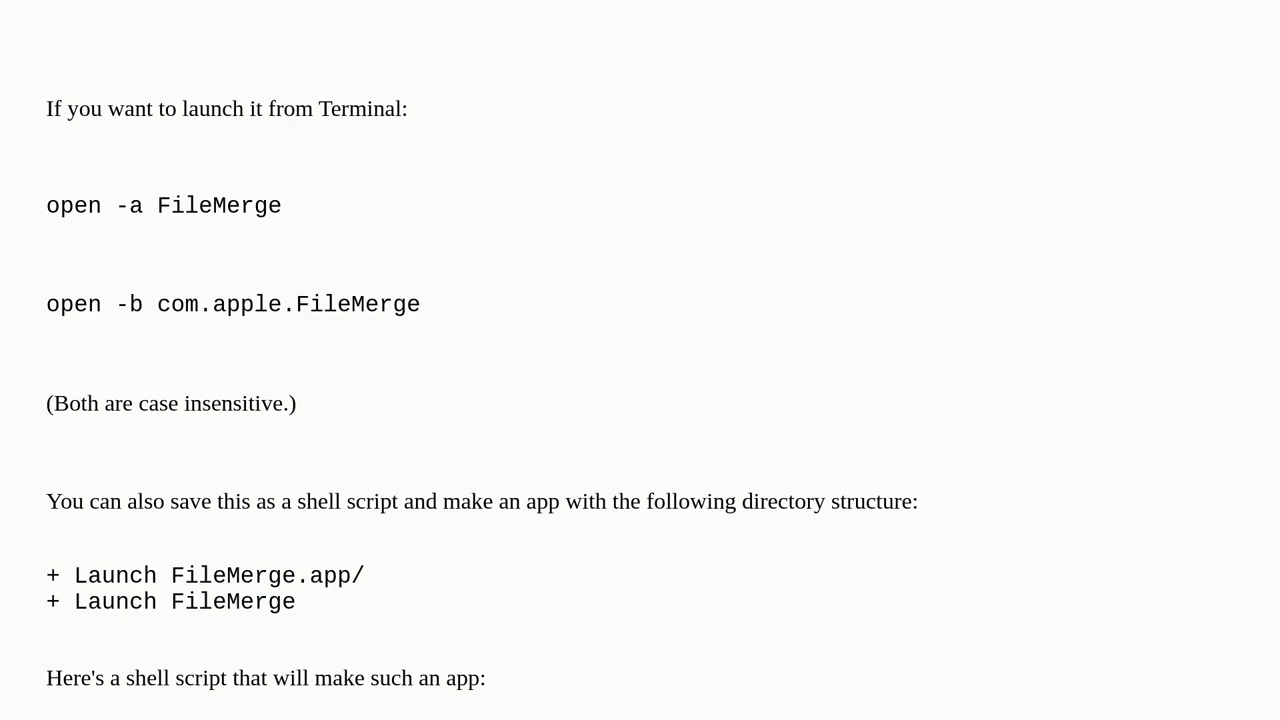 If you want to launch it from Terminal:
open -a FileMerge
open -b com.apple.FileMerge
(Both are case insensitive.)
You can also save this as a shell script and make an app with the following directory structure:
+ Launch FileMerge.app/
+ Launch FileMerge
Here's a shell script that will make such an app: